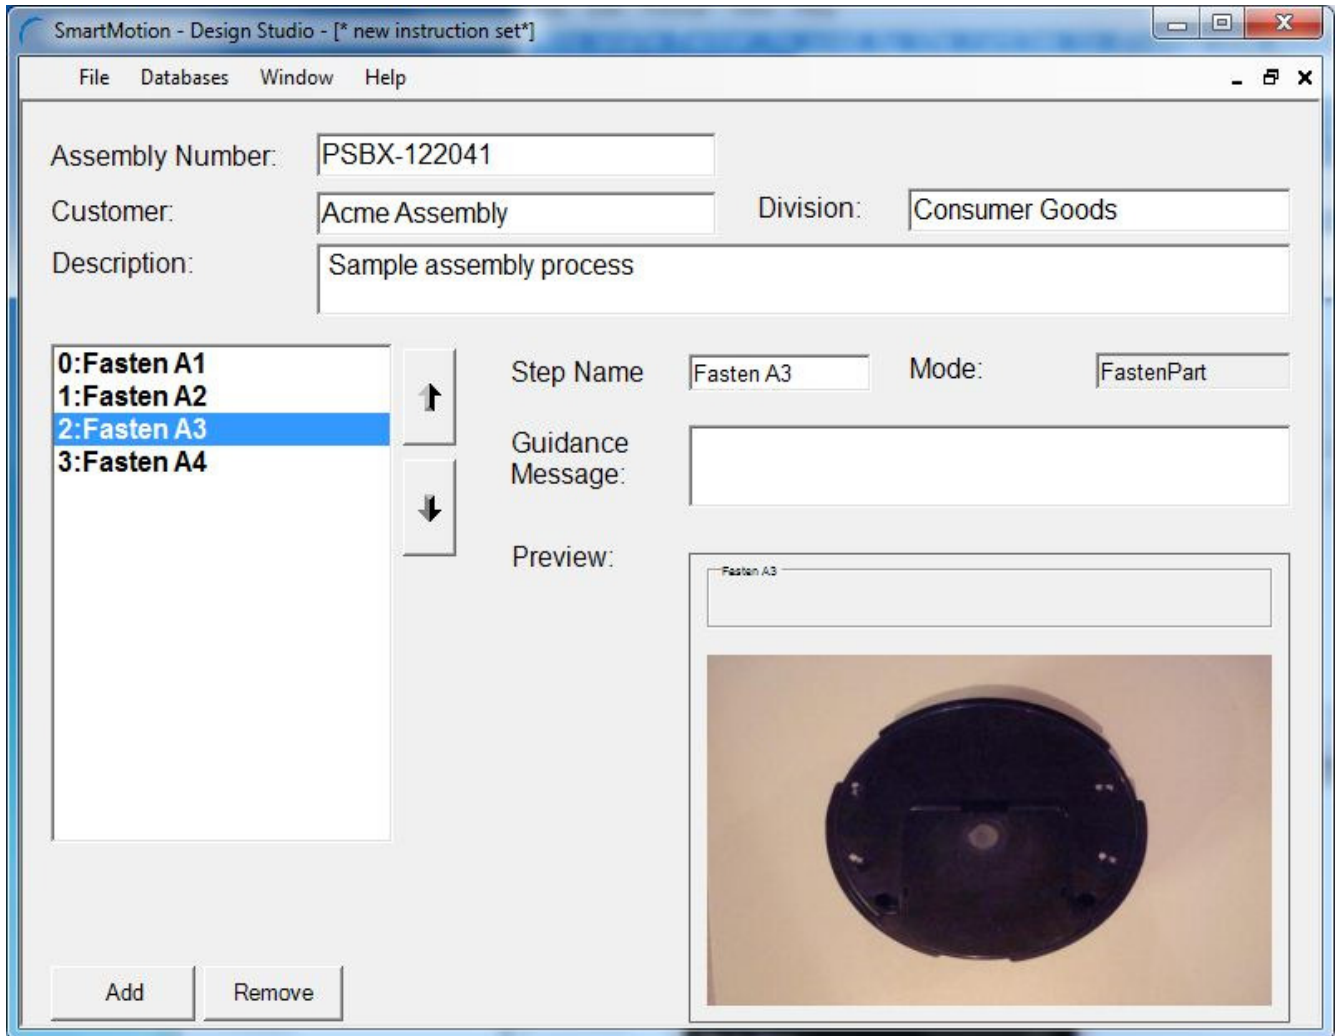 SmartMotion - Design Studio - [* new instruction set*]
File Databases Window Help
Assembly Number: PSBX-122041
Customer: Acme Assembly Division: Consumer Goods
Description: Sample assembly process
0:Fasten A1
1:Fasten A2
2:Fasten A3
3:Fasten A4
Step Name Fasten A3 Mode: FastenPart
Guidance
Message:
Preview:
Fasten A3
Add Remove